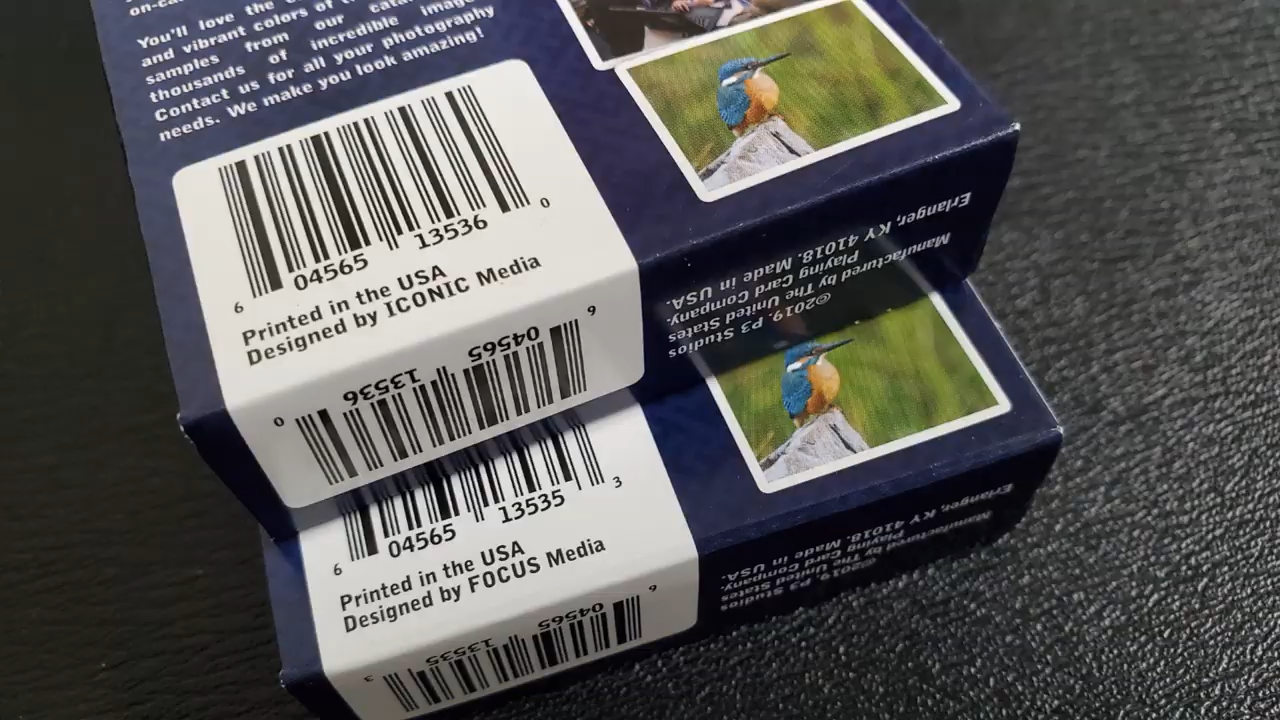 on-ca
You'll love the c
and vibrant colors of t
samples from our cata
thousands of incredible imag
Contact us for all your photography
needs. We make you look amazing!
6 04565 13536 0
Printed in the USA
Designed by ICONIC Media
6 04565 13536 0
©2019. P3 Studios
Manufactured by The United States
Playing Card Company.
Erlanger, KY 41018. Made in USA.
6 04565 13535 3
Printed in the USA
Designed by FOCUS Media
6 04565 13535 3
©2019. P3 Studios
Manufactured by The United States
Playing Card Company.
Erlanger, KY 41018. Made in USA.